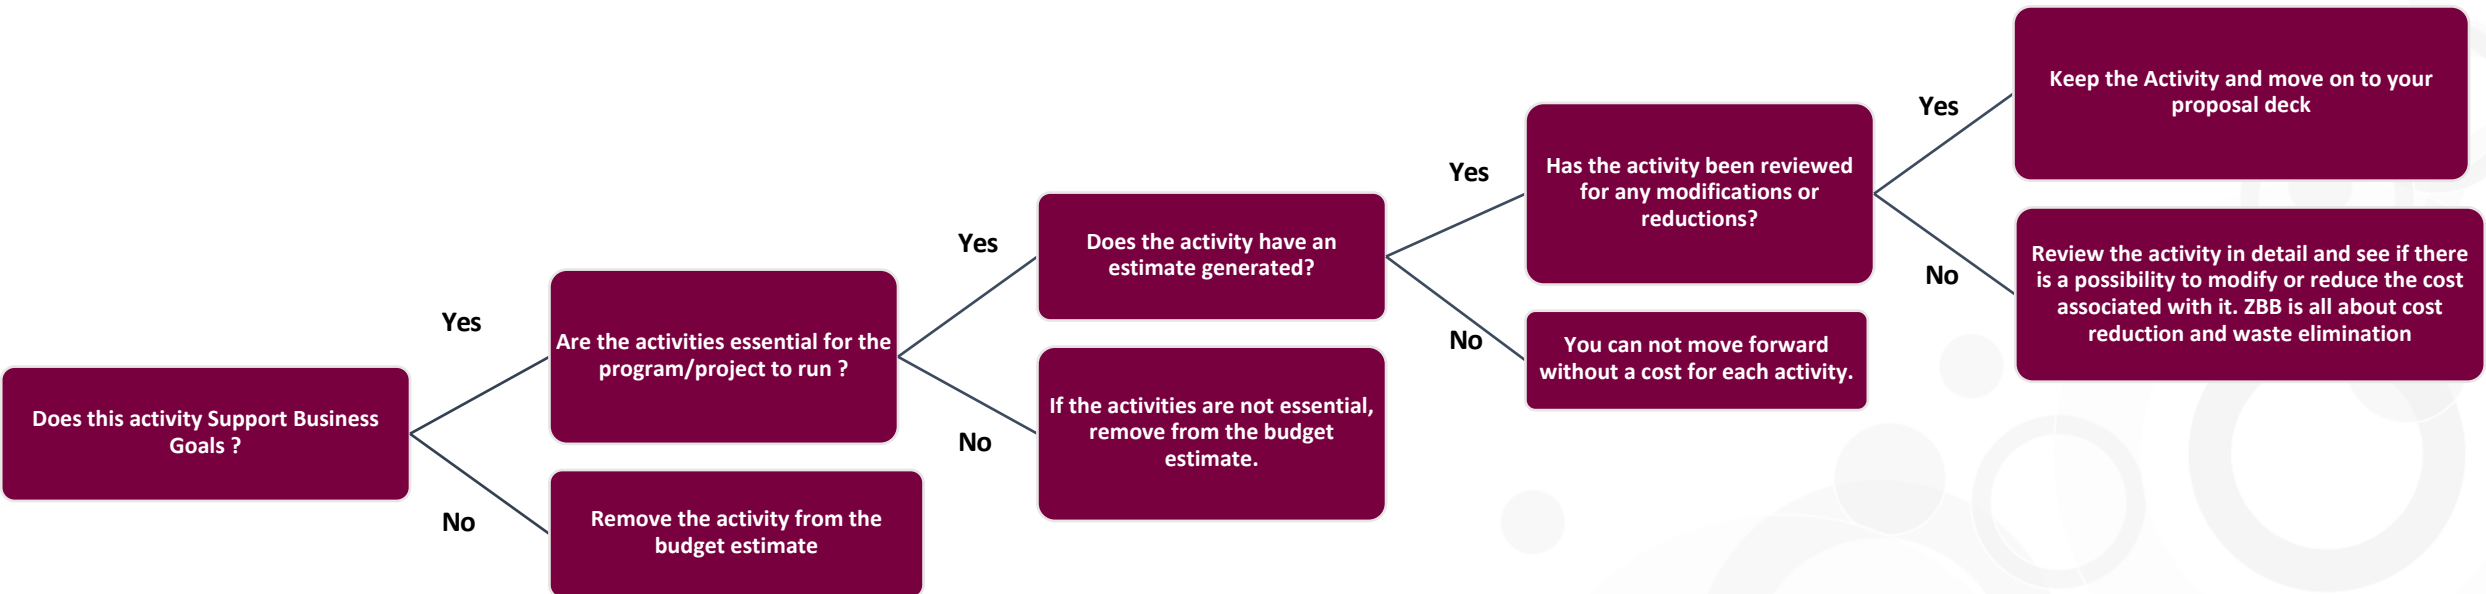 Does this activity Support Business
Goals ?
Yes
No
Are the activities essential for the
program/project to run ?
Remove the activity from the
budget estimate
Yes
No
Does the activity have an
estimate generated?
If the activities are not essential,
remove from the budget
estimate.
Yes
No
Has the activity been reviewed
for any modifications or
reductions?
You can not move forward
without a cost for each activity.
Yes
No
Keep the Activity and move on to your
proposal deck
Review the activity in detail and see if there
is a possibility to modify or reduce the cost
associated with it. ZBB is all about cost
reduction and waste elimination